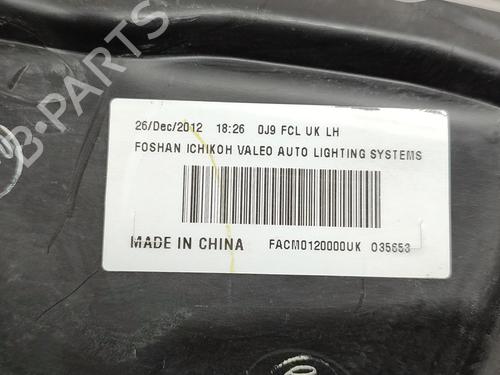 26/Dec/2012 18:26 0J9 FCL UK LH
FOSHAN ICHIKOH VALEO AUTO LIGHTING SYSTEMS
MADE IN CHINA FACM0120000UK 035653
B-PARTS